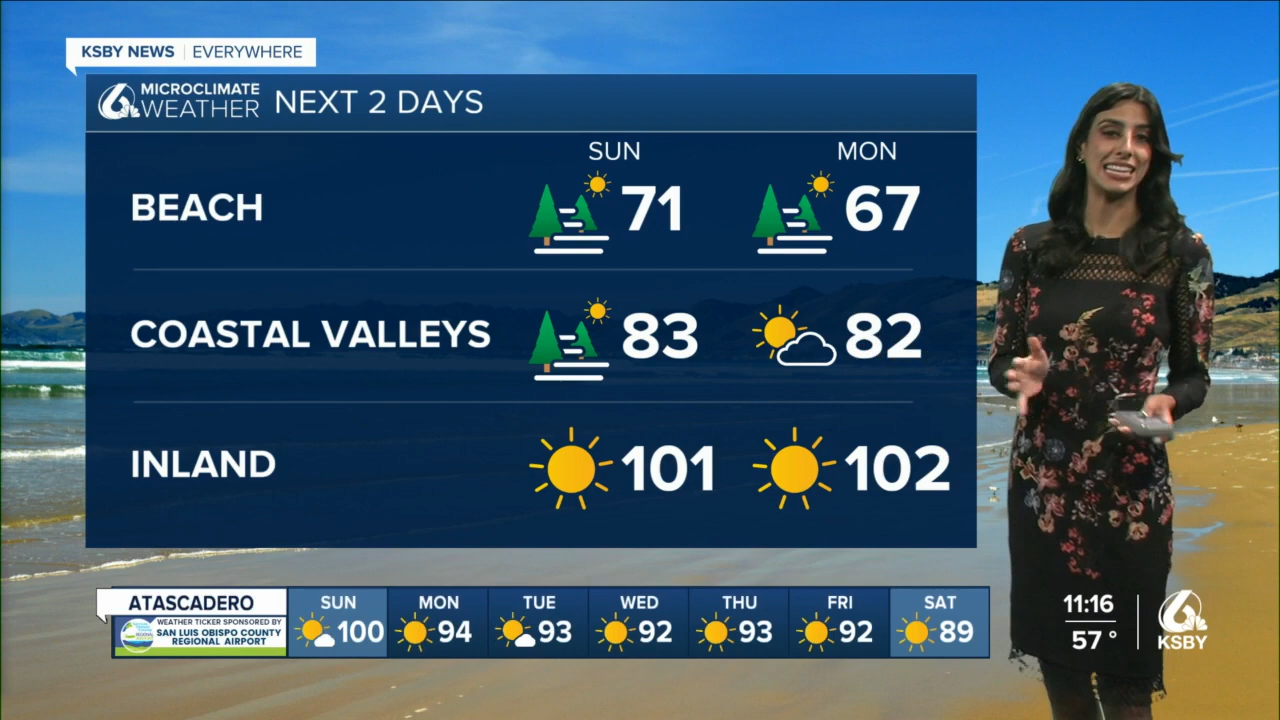 KSBY NEWS EVERYWHERE
6 MICROCLIMATE WEATHER NEXT 2 DAYS
SUN MON
BEACH 71 67
COASTAL VALLEYS 83 82
INLAND 101 102
ATASCADERO
WEATHER TICKER SPONSORED BY
SAN LUIS OBISPO COUNTY
REGIONAL AIRPORT
SUN MON TUE WED THU FRI SAT
100 94 93 92 93 92 89
11:16
57 °
6
KSBY